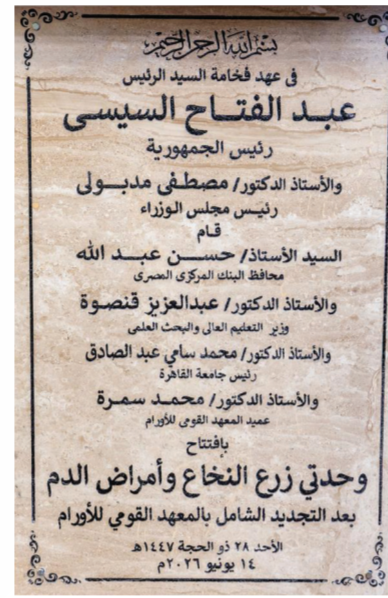 بسم الله الرحمن الرحيم
فى عهد فخامة السيد الرئيس
عبد الفتاح السيسى
رئيس الجمهورية
والأستاذ الدكتور/ مصطفى مدبولى
رئيس مجلس الوزراء
قام
السيد الأستاذ/ حسن عبد الله
محافظ البنك المركزى المصرى
والأستاذ الدكتور/ عبدالعزيز قنصوة
وزير التعليم العالى والبحث العلمى
والأستاذ الدكتور/ محمد سامي عبد الصادق
رئيس جامعة القاهرة
والأستاذ الدكتور/ محمد سمرة
عميد المعهد القومى للأورام
بإفتتاح
وحدتي زرع النخاع وأمراض الدم
بعد التجديد الشامل بالمعهد القومي للأورام
الأحد ٢٨ ذو الحجة ١٤٤٧هـ
١٤ يونيو ٢٠٢٦م